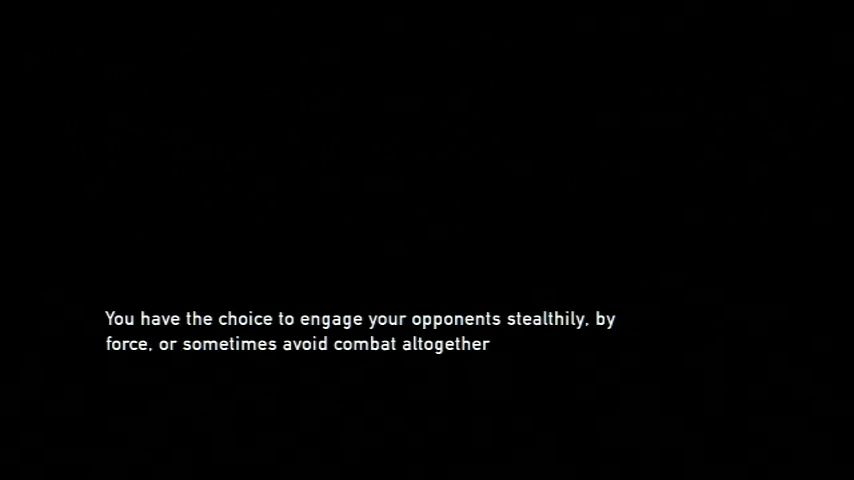 You have the choice to engage your opponents stealthily, by
force, or sometimes avoid combat altogether